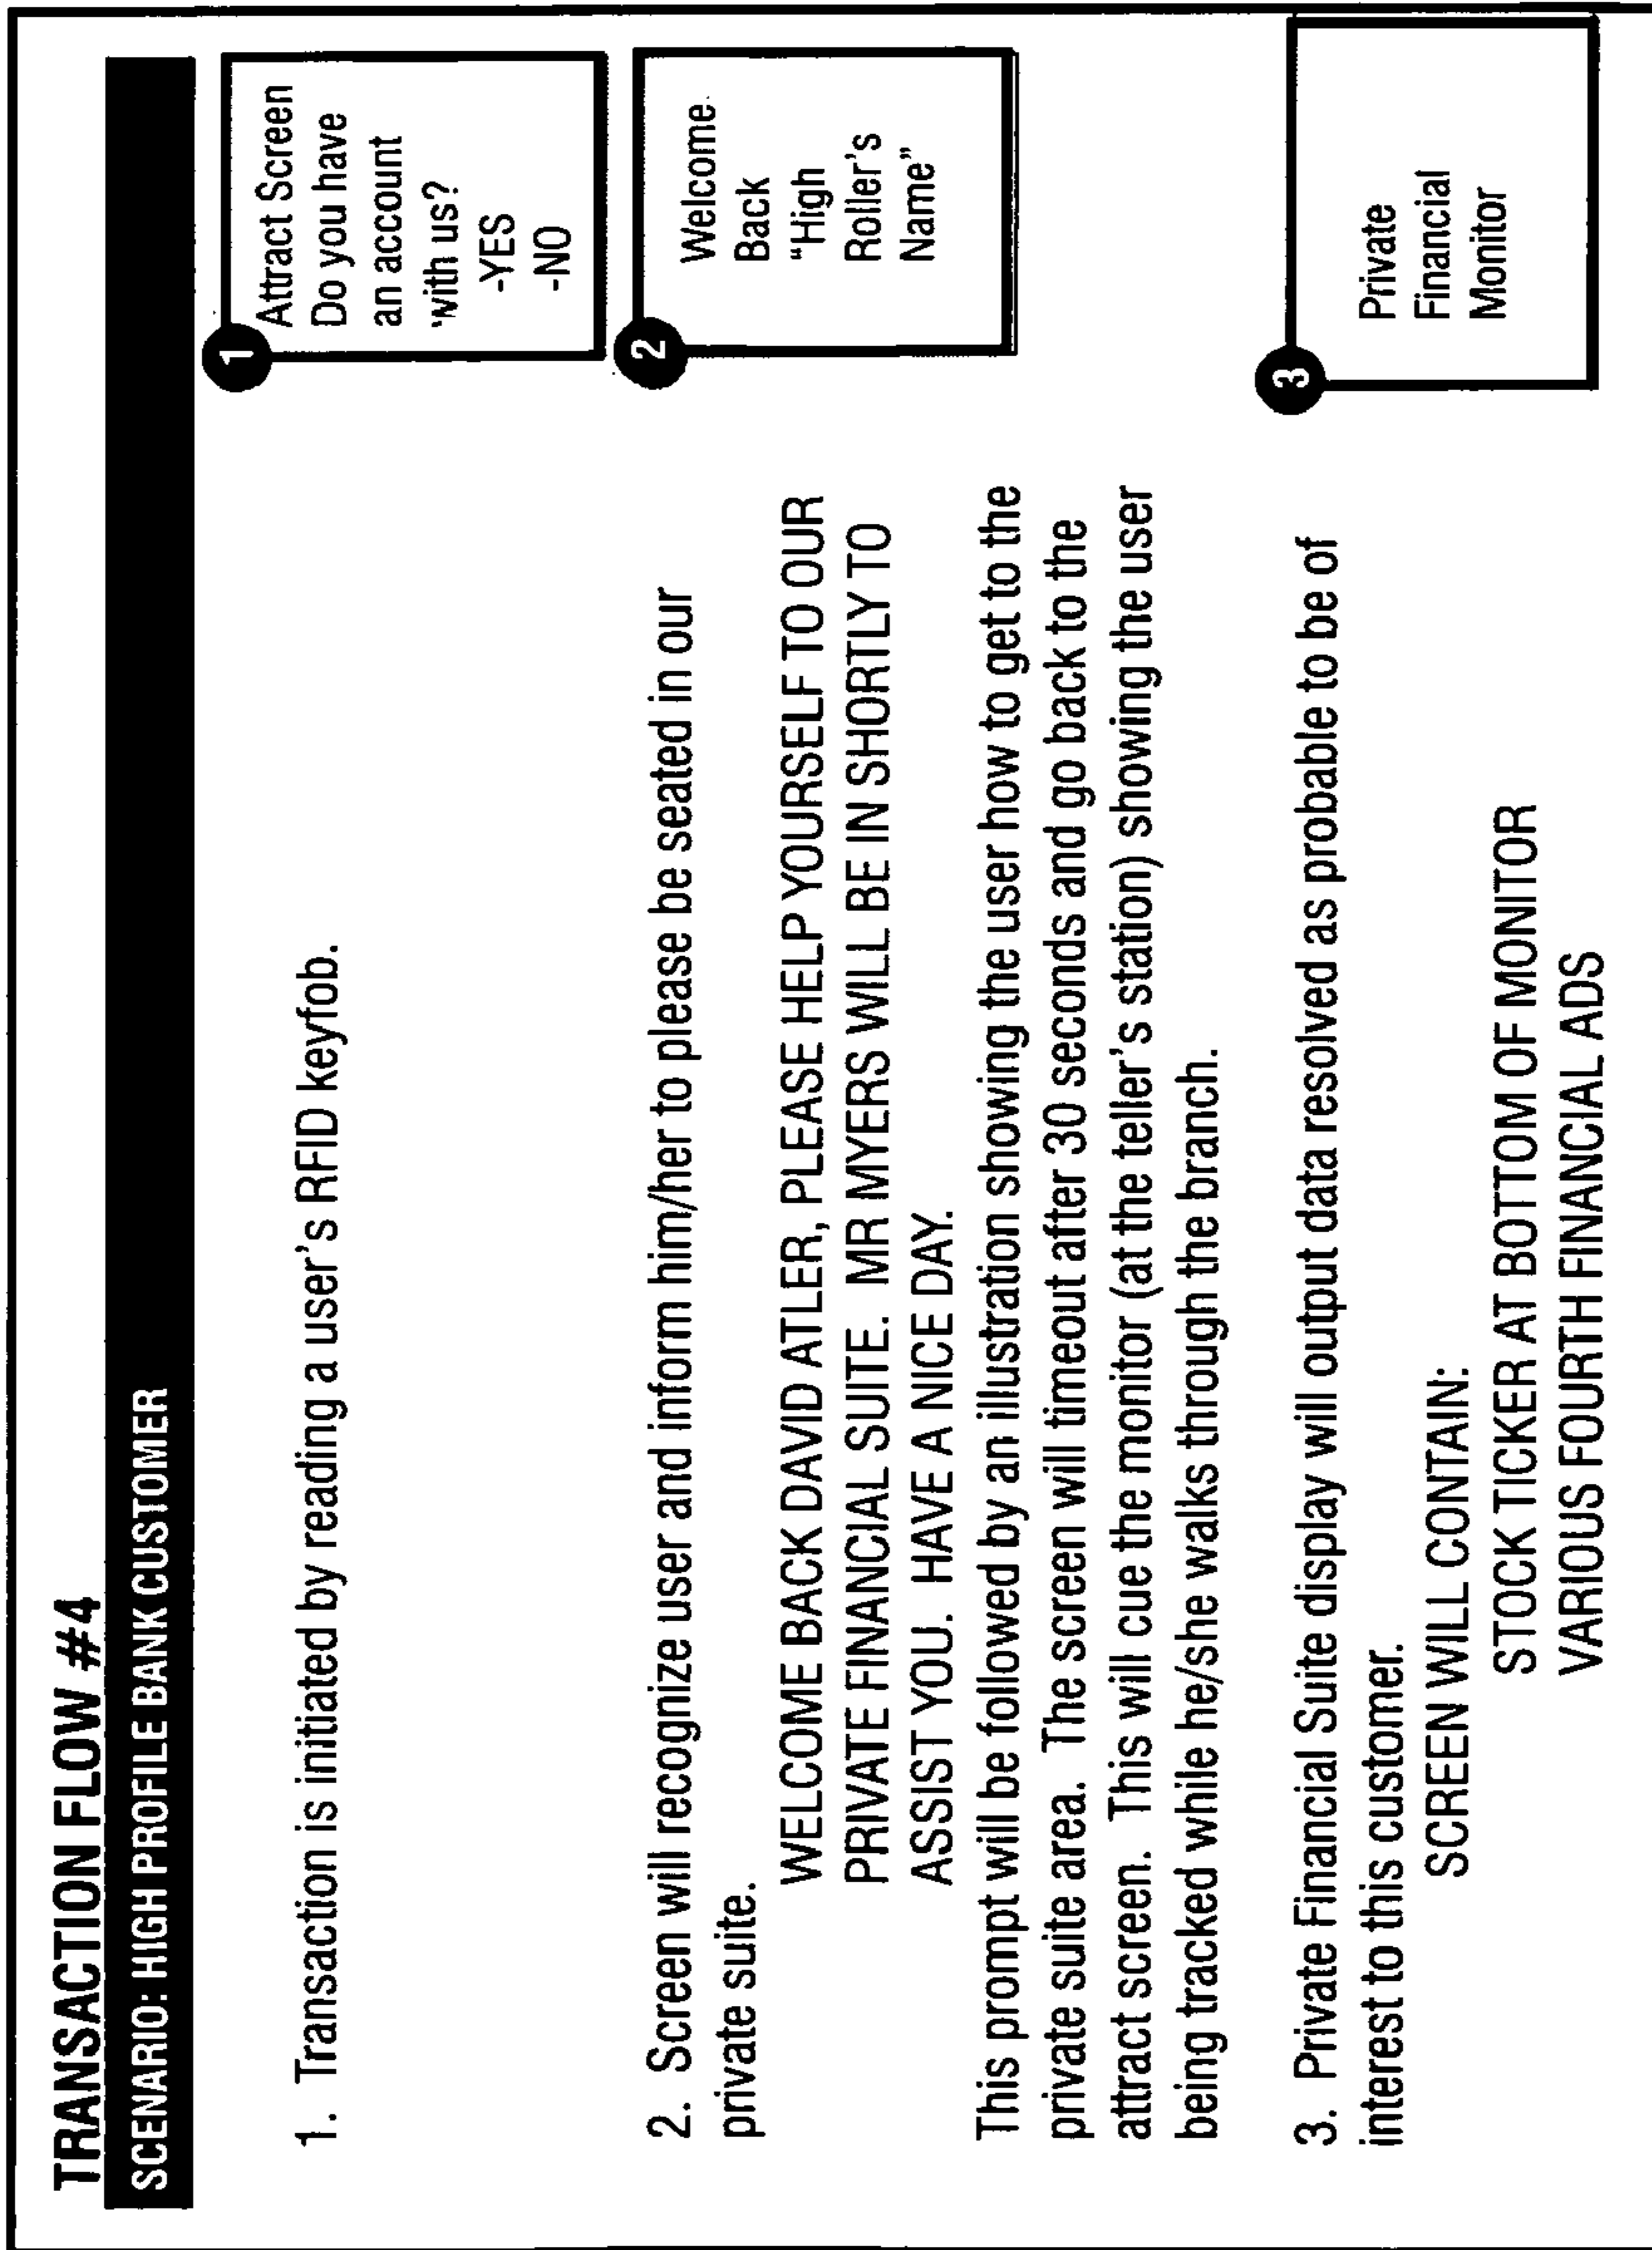 TRANSACTION FLOW #4
SCENARIO: HIGH PROFILE BANK CUSTOMER
1. Transaction is initiated by reading a user's RFID keyfob.
1
Attract Screen
Do you have
an account
with us?
-YES
-NO
2. Screen will recognize user and inform him/her to please be seated in our
private suite.
WELCOME BACK DAVID ATLER, PLEASE HELP YOURSELF TO OUR
PRIVATE FINANCIAL SUITE. MR MYERS WILL BE IN SHORTLY TO
ASSIST YOU. HAVE A NICE DAY.
This prompt will be followed by an illustration showing the user how to get to the
private suite area. The screen will timeout after 30 seconds and go back to the
attract screen. This will cue the monitor (at the teller's station) showing the user
being tracked while he/she walks through the branch.
2
Welcome
Back
"High
Roller's
Name"
3. Private Financial Suite display will output data resolved as probable to be of
interest to this customer.
SCREEN WILL CONTAIN:
STOCK TICKER AT BOTTOM OF MONITOR
VARIOUS FOURTH FINANCIAL ADS
3
Private
Financial
Monitor